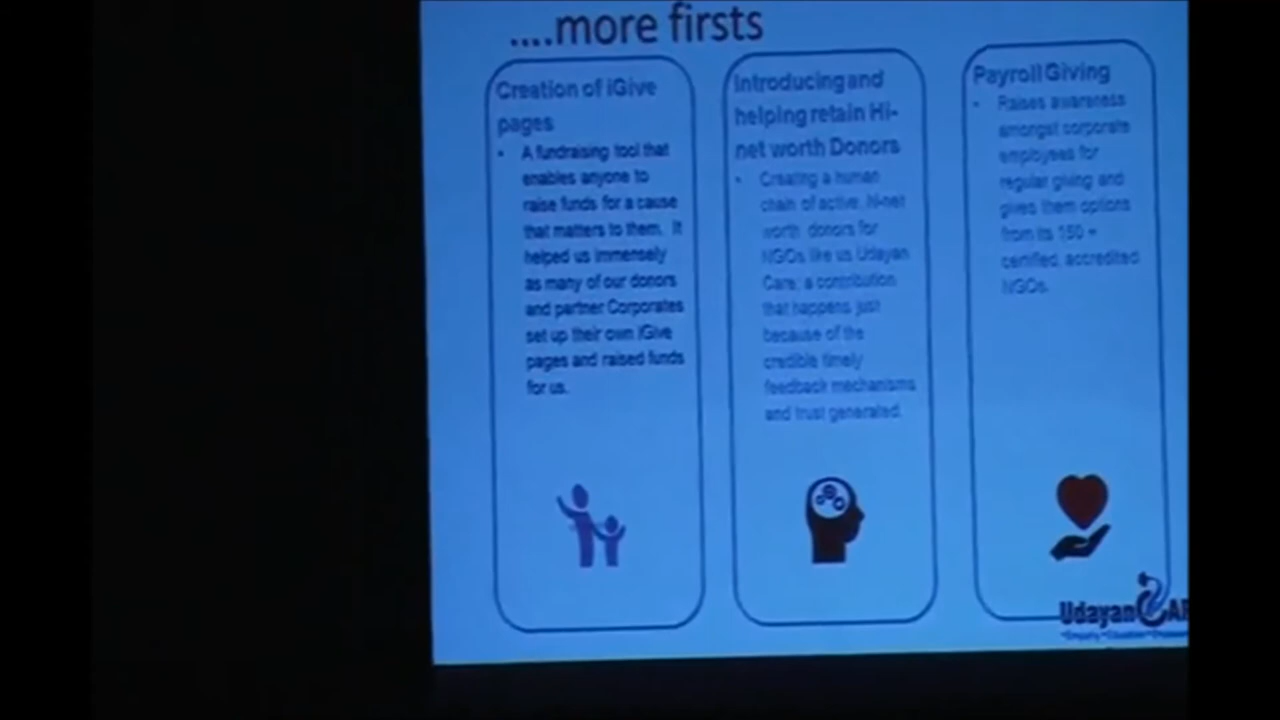 ....more firsts
Creation of iGive
pages
• A fundraising tool that
enables anyone to
raise funds for a cause
that matters to them. It
helped us immensely
as many of our donors
and partner Corporates
set up their own iGive
pages and raised funds
for us.
Introducing and
helping retain Hi-
net worth Donors
• Creating a human
chain of active, hi-net
worth donors for
NGOs like us Udayan
Care; a contribution
that happens just
because of the
credible timely
feedback mechanisms
and trust generated.
Payroll Giving
• Raises awareness
amongst corporate
employees for
regular giving and
gives them options
from its 150 +
certified, accredited
NGOs.
Udayan